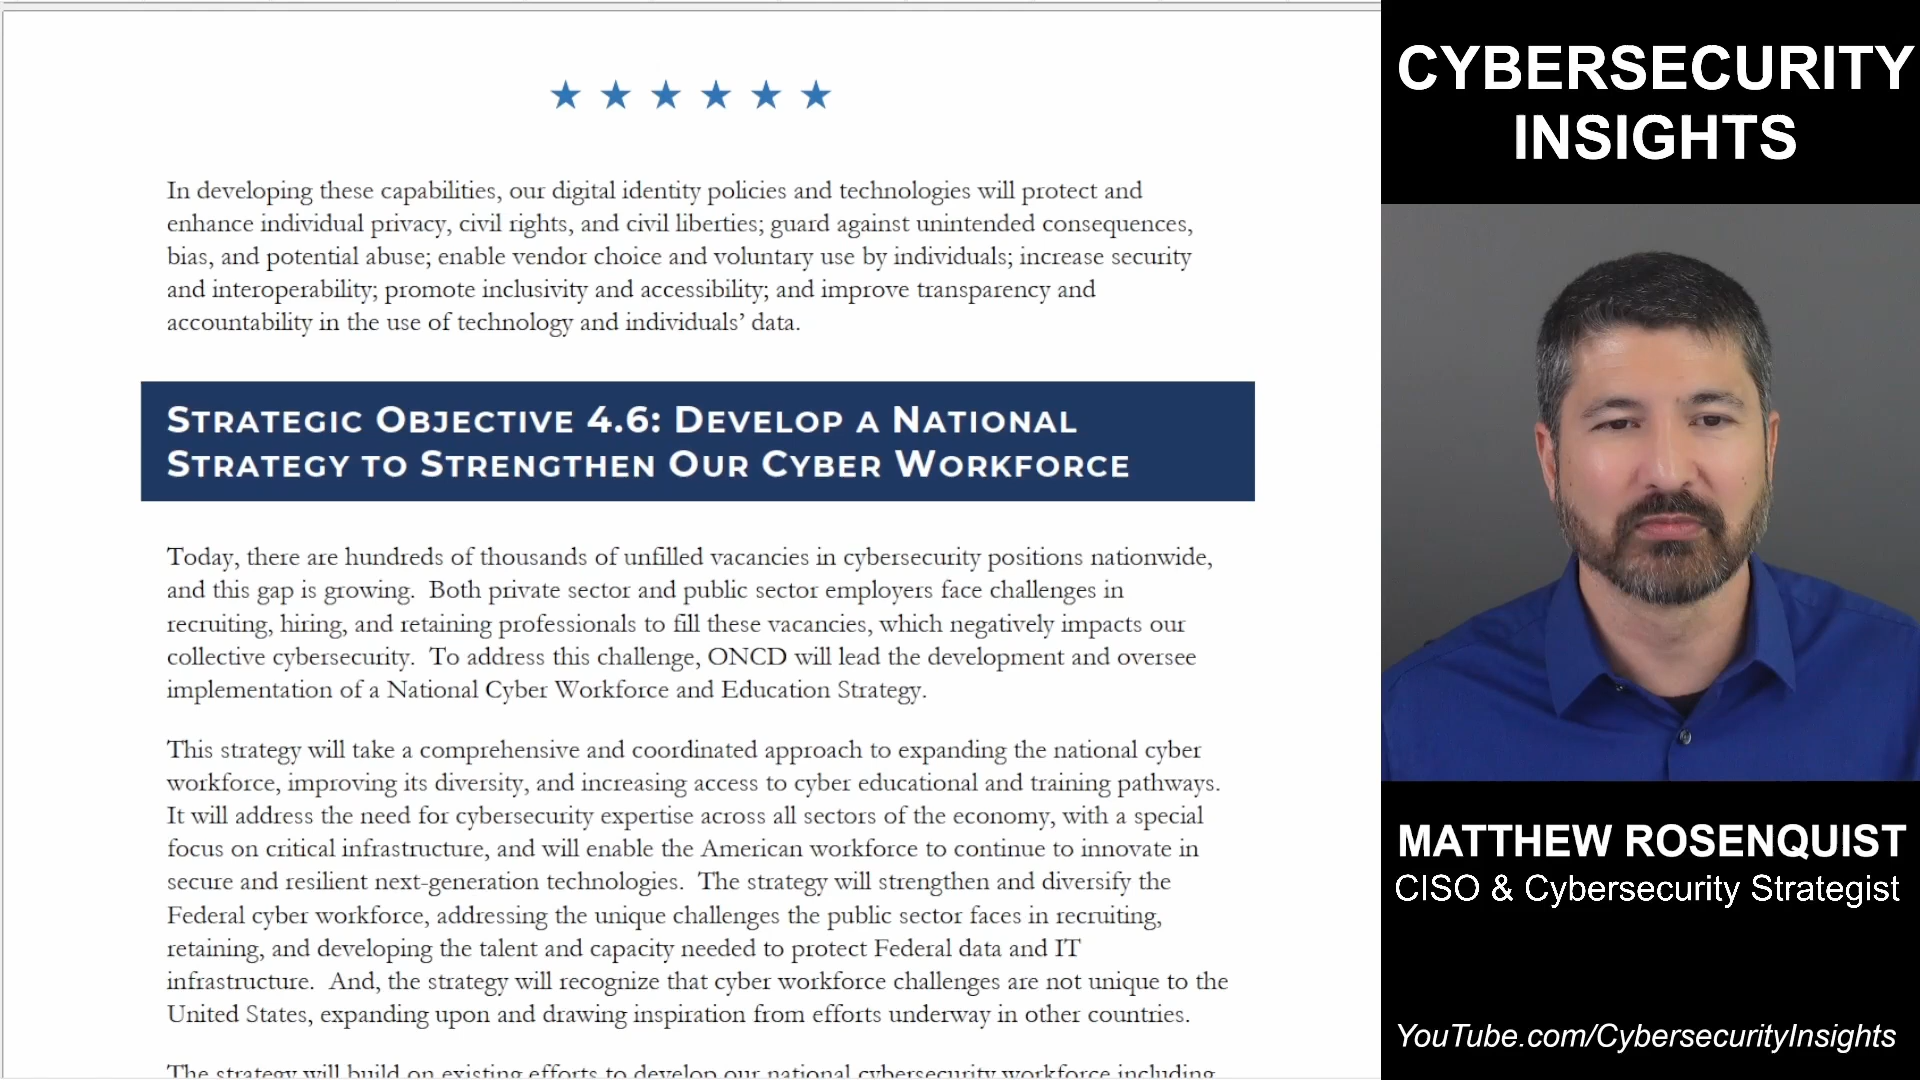 In developing these capabilities, our digital identity policies and technologies will protect and
enhance individual privacy, civil rights, and civil liberties; guard against unintended consequences,
bias, and potential abuse; enable vendor choice and voluntary use by individuals; increase security
and interoperability; promote inclusivity and accessibility; and improve transparency and
accountability in the use of technology and individuals’ data.
STRATEGIC OBJECTIVE 4.6: DEVELOP A NATIONAL
STRATEGY TO STRENGTHEN OUR CYBER WORKFORCE
Today, there are hundreds of thousands of unfilled vacancies in cybersecurity positions nationwide,
and this gap is growing.  Both private sector and public sector employers face challenges in
recruiting, hiring, and retaining professionals to fill these vacancies, which negatively impacts our
collective cybersecurity.  To address this challenge, ONCD will lead the development and oversee
implementation of a National Cyber Workforce and Education Strategy.
This strategy will take a comprehensive and coordinated approach to expanding the national cyber
workforce, improving its diversity, and increasing access to cyber educational and training pathways.
It will address the need for cybersecurity expertise across all sectors of the economy, with a special
focus on critical infrastructure, and will enable the American workforce to continue to innovate in
secure and resilient next-generation technologies.  The strategy will strengthen and diversify the
Federal cyber workforce, addressing the unique challenges the public sector faces in recruiting,
retaining, and developing the talent and capacity needed to protect Federal data and IT
infrastructure.  And, the strategy will recognize that cyber workforce challenges are not unique to the
United States, expanding upon and drawing inspiration from efforts underway in other countries.
The strategy will build on existing efforts to develop our national cybersecurity workforce including
CYBERSECURITY
INSIGHTS
MATTHEW ROSENQUIST
CISO & Cybersecurity Strategist
YouTube.com/CybersecurityInsights